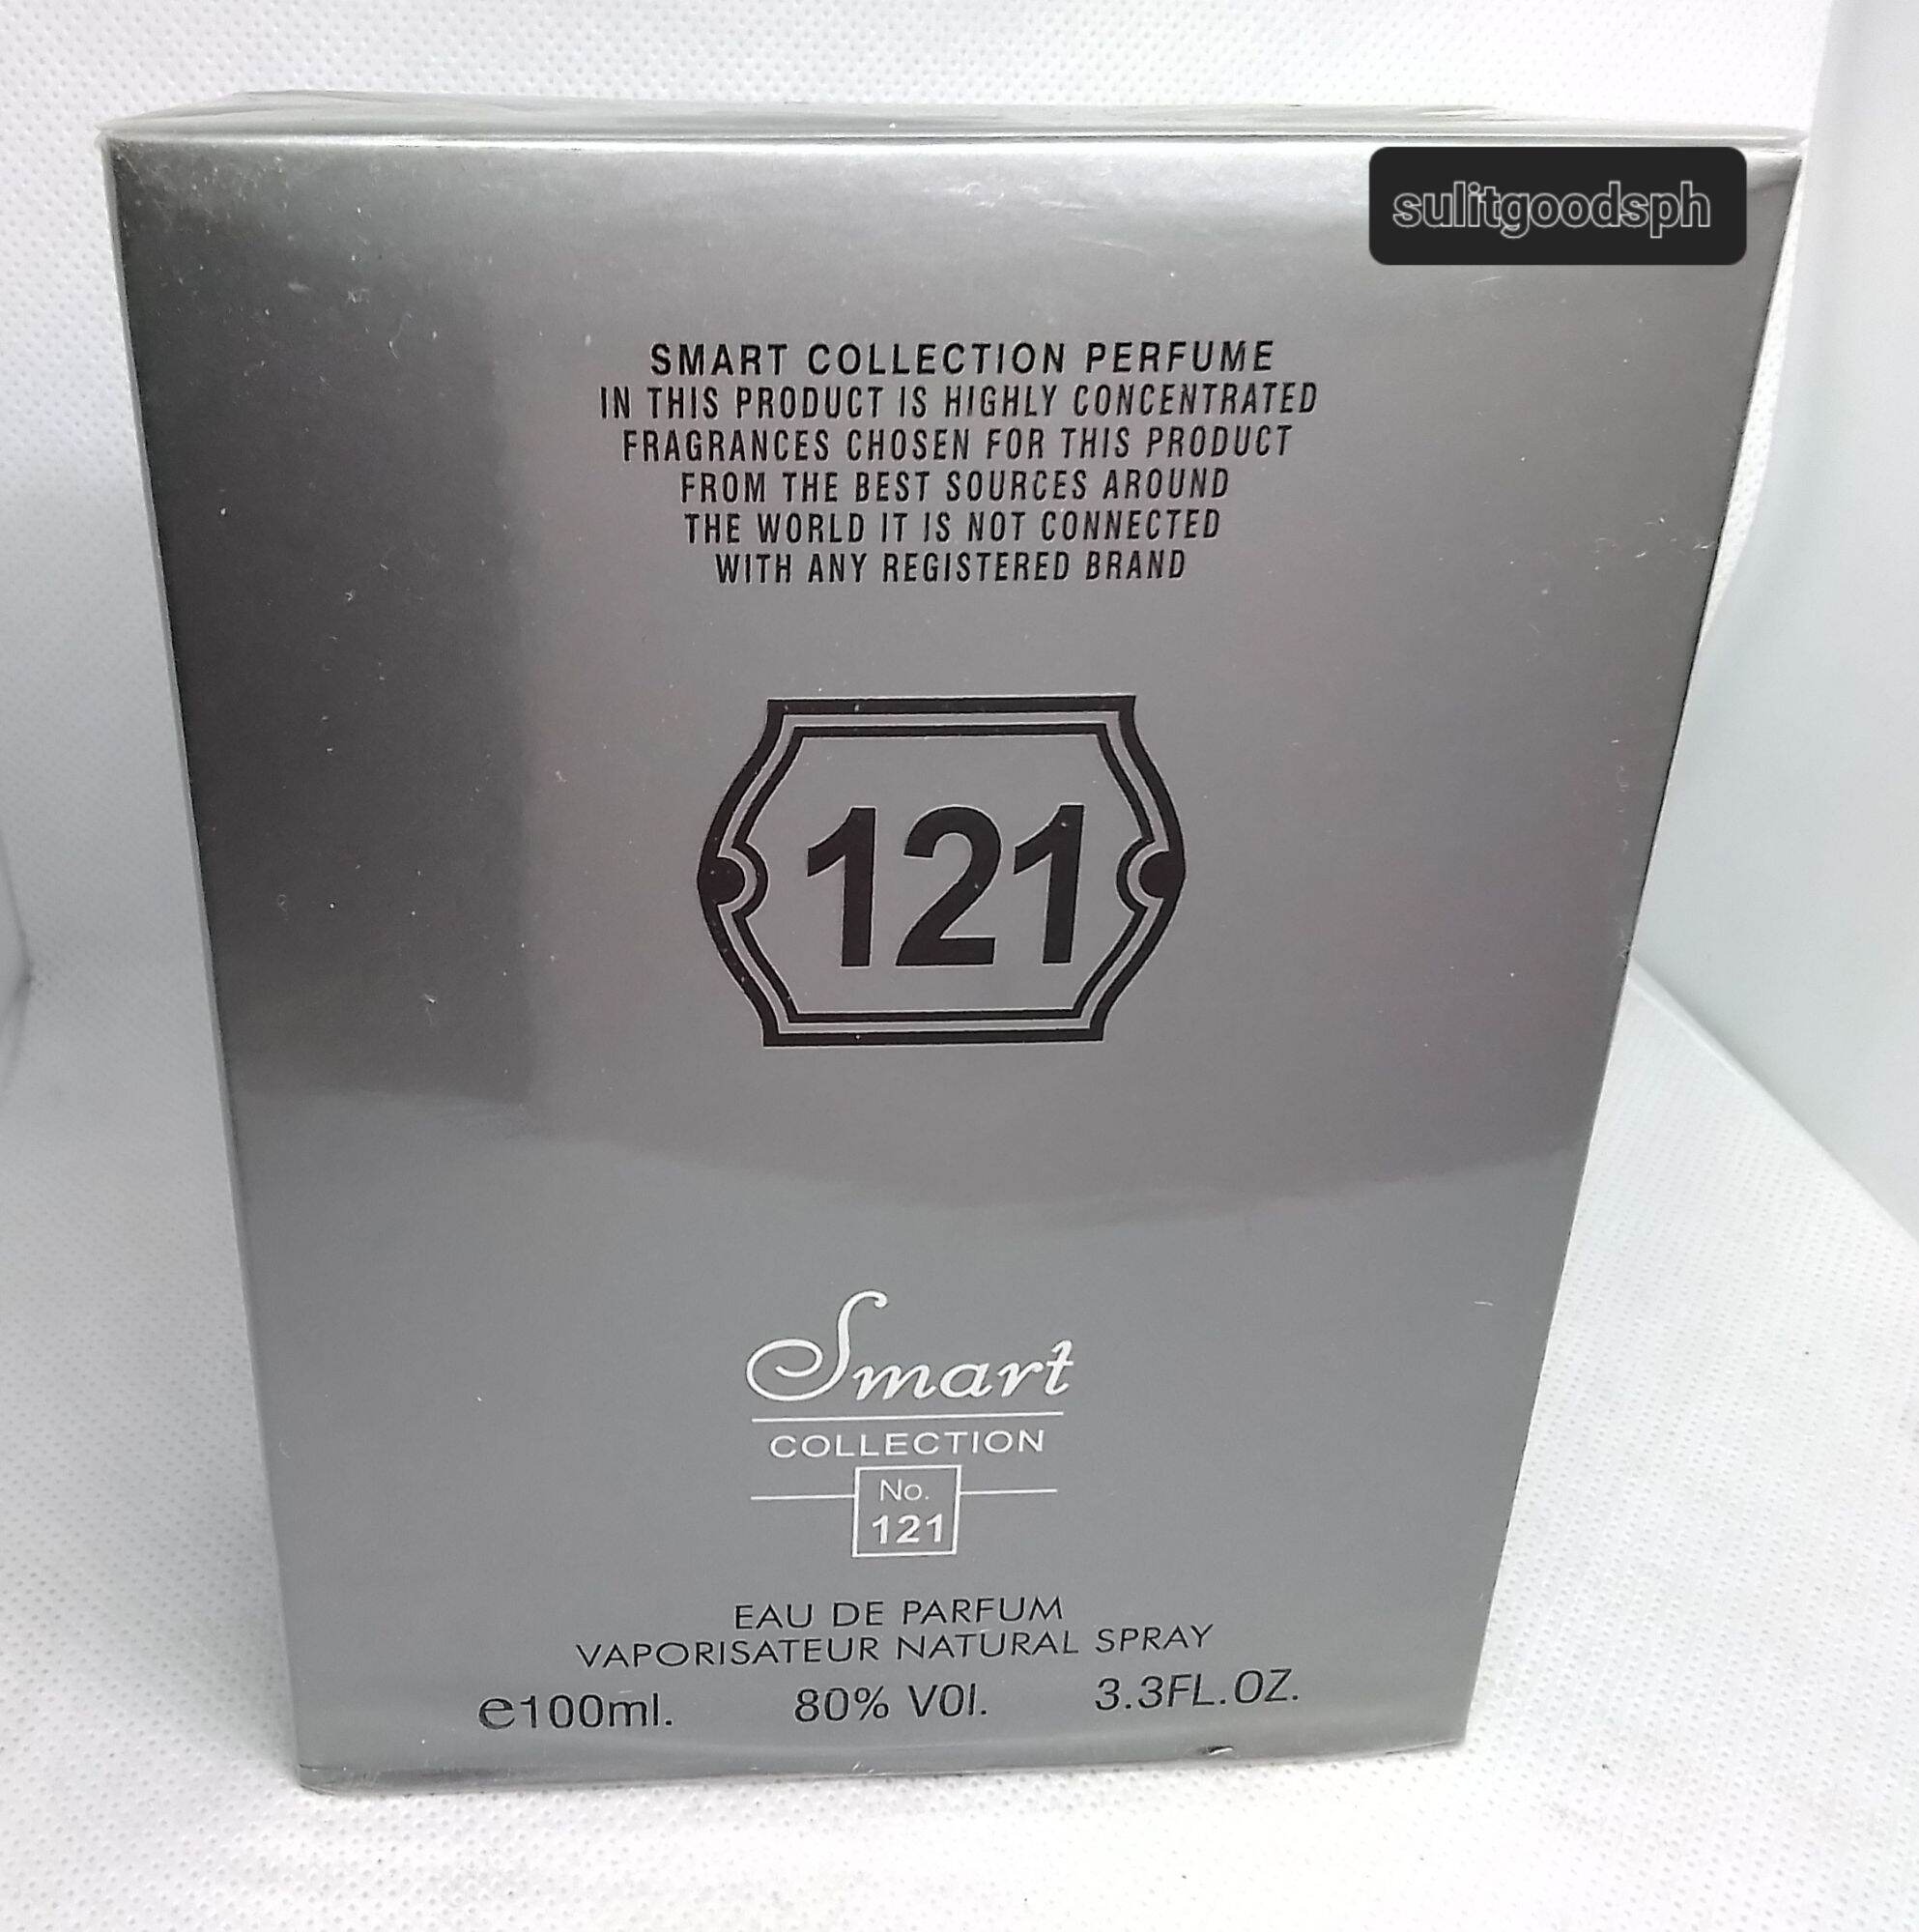 sulitgoodsph
SMART COLLECTION PERFUME
IN THIS PRODUCT IS HIGHLY CONCENTRATED
FRAGRANCES CHOSEN FOR THIS PRODUCT
FROM THE BEST SOURCES AROUND
THE WORLD IT IS NOT CONNECTED
WITH ANY REGISTERED BRAND
121
Smart
COLLECTION
No.
121
EAU DE PARFUM
VAPORISATEUR NATURAL SPRAY
e100ml. 80% VOl. 3.3FL.OZ.